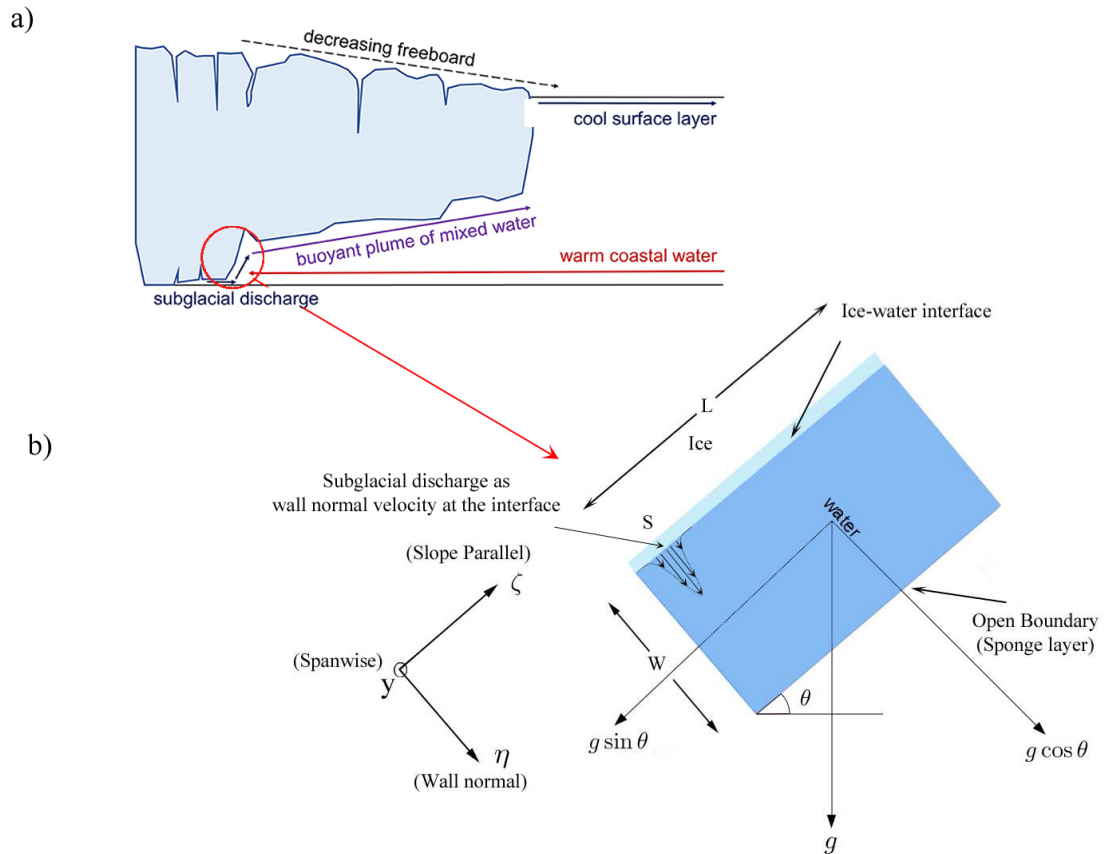 a)
decreasing freeboard
cool surface layer
buoyant plume of mixed water
warm coastal water
subglacial discharge
Ice-water interface
b)
L
Ice
Subglacial discharge as
wall normal velocity at the interface
S
water
(Slope Parallel)
ζ
(Spanwise)
y
W
Open Boundary
(Sponge layer)
θ
g sin θ
η
(Wall normal)
g cos θ
g